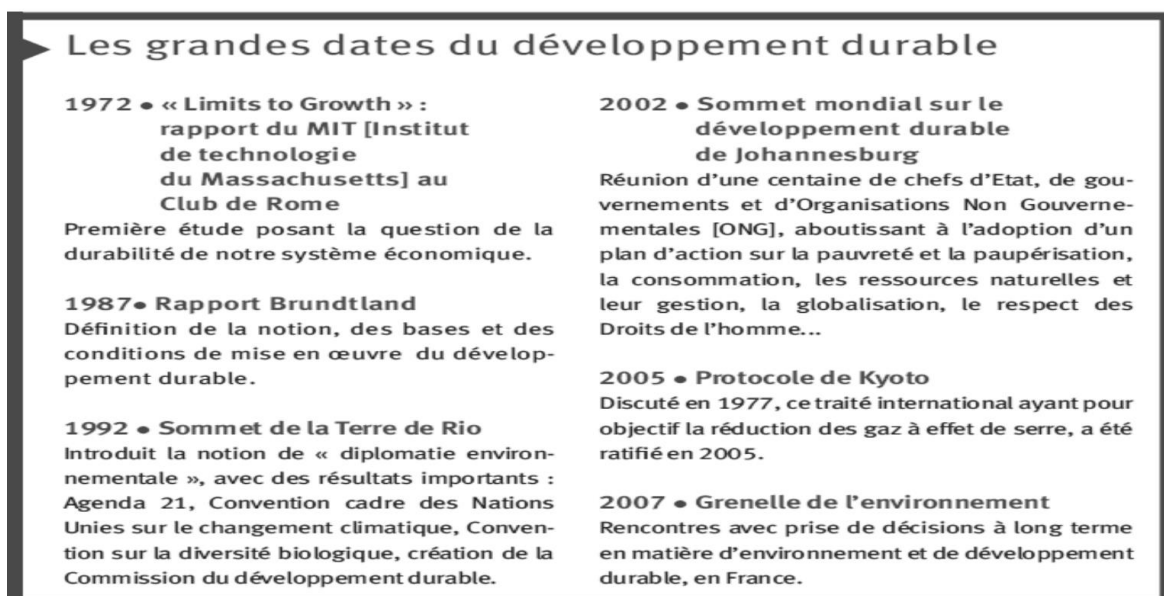 Les grandes dates du développement durable
1972 • « Limits to Growth » :
rapport du MIT [Institut
de technologie
du Massachusetts] au
Club de Rome
Première étude posant la question de la
durabilité de notre système économique.
1987• Rapport Brundtland
Définition de la notion, des bases et des
conditions de mise en œuvre du dévelop-
pement durable.
1992 • Sommet de la Terre de Rio
Introduit la notion de « diplomatie environ-
nementale », avec des résultats importants :
Agenda 21, Convention cadre des Nations
Unies sur le changement climatique, Conven-
tion sur la diversité biologique, création de la
Commission du développement durable.
2002 • Sommet mondial sur le
développement durable
de Johannesburg
Réunion d'une centaine de chefs d'Etat, de gou-
vernements et d'Organisations Non Gouverne-
mentales [ONG], aboutissant à l'adoption d'un
plan d'action sur la pauvreté et la paupérisation,
la consommation, les ressources naturelles et
leur gestion, la globalisation, le respect des
Droits de l'homme...
2005 • Protocole de Kyoto
Discuté en 1977, ce traité international ayant pour
objectif la réduction des gaz à effet de serre, a été
ratifié en 2005.
2007 • Grenelle de l'environnement
Rencontres avec prise de décisions à long terme
en matière d'environnement et de développement
durable, en France.